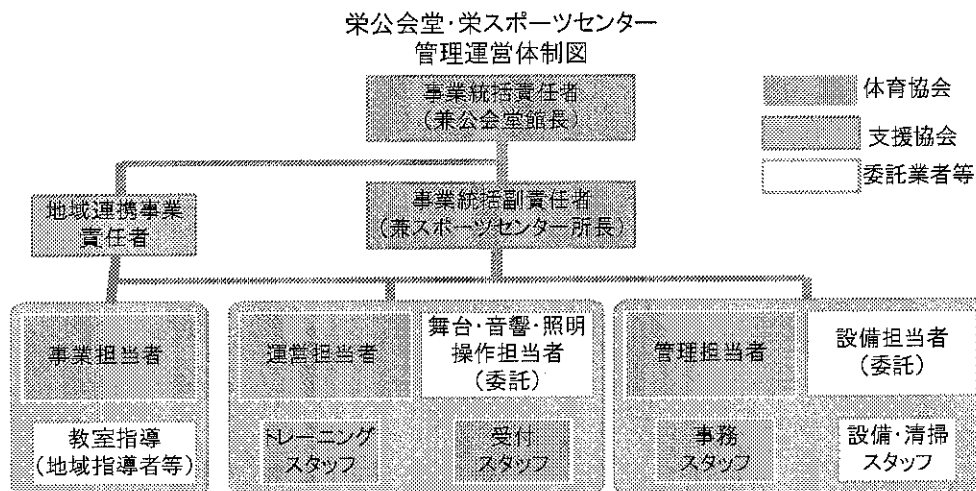 栄公会堂・栄スポーツセンター
管理運営体制図
事業統括責任者
(兼公会堂館長)
体育協会
支援協会
委託業者等
地域連携事業
責任者
事業統括副責任者
(兼スポーツセンター所長)
事業担当者
運営担当者
舞台・音響・照明
操作担当者
(委託)
管理担当者
設備担当者
(委託)
教室指導
(地域指導者等)
トレーニング
スタッフ
受付
スタッフ
事務
スタッフ
設備・清掃
スタッフ